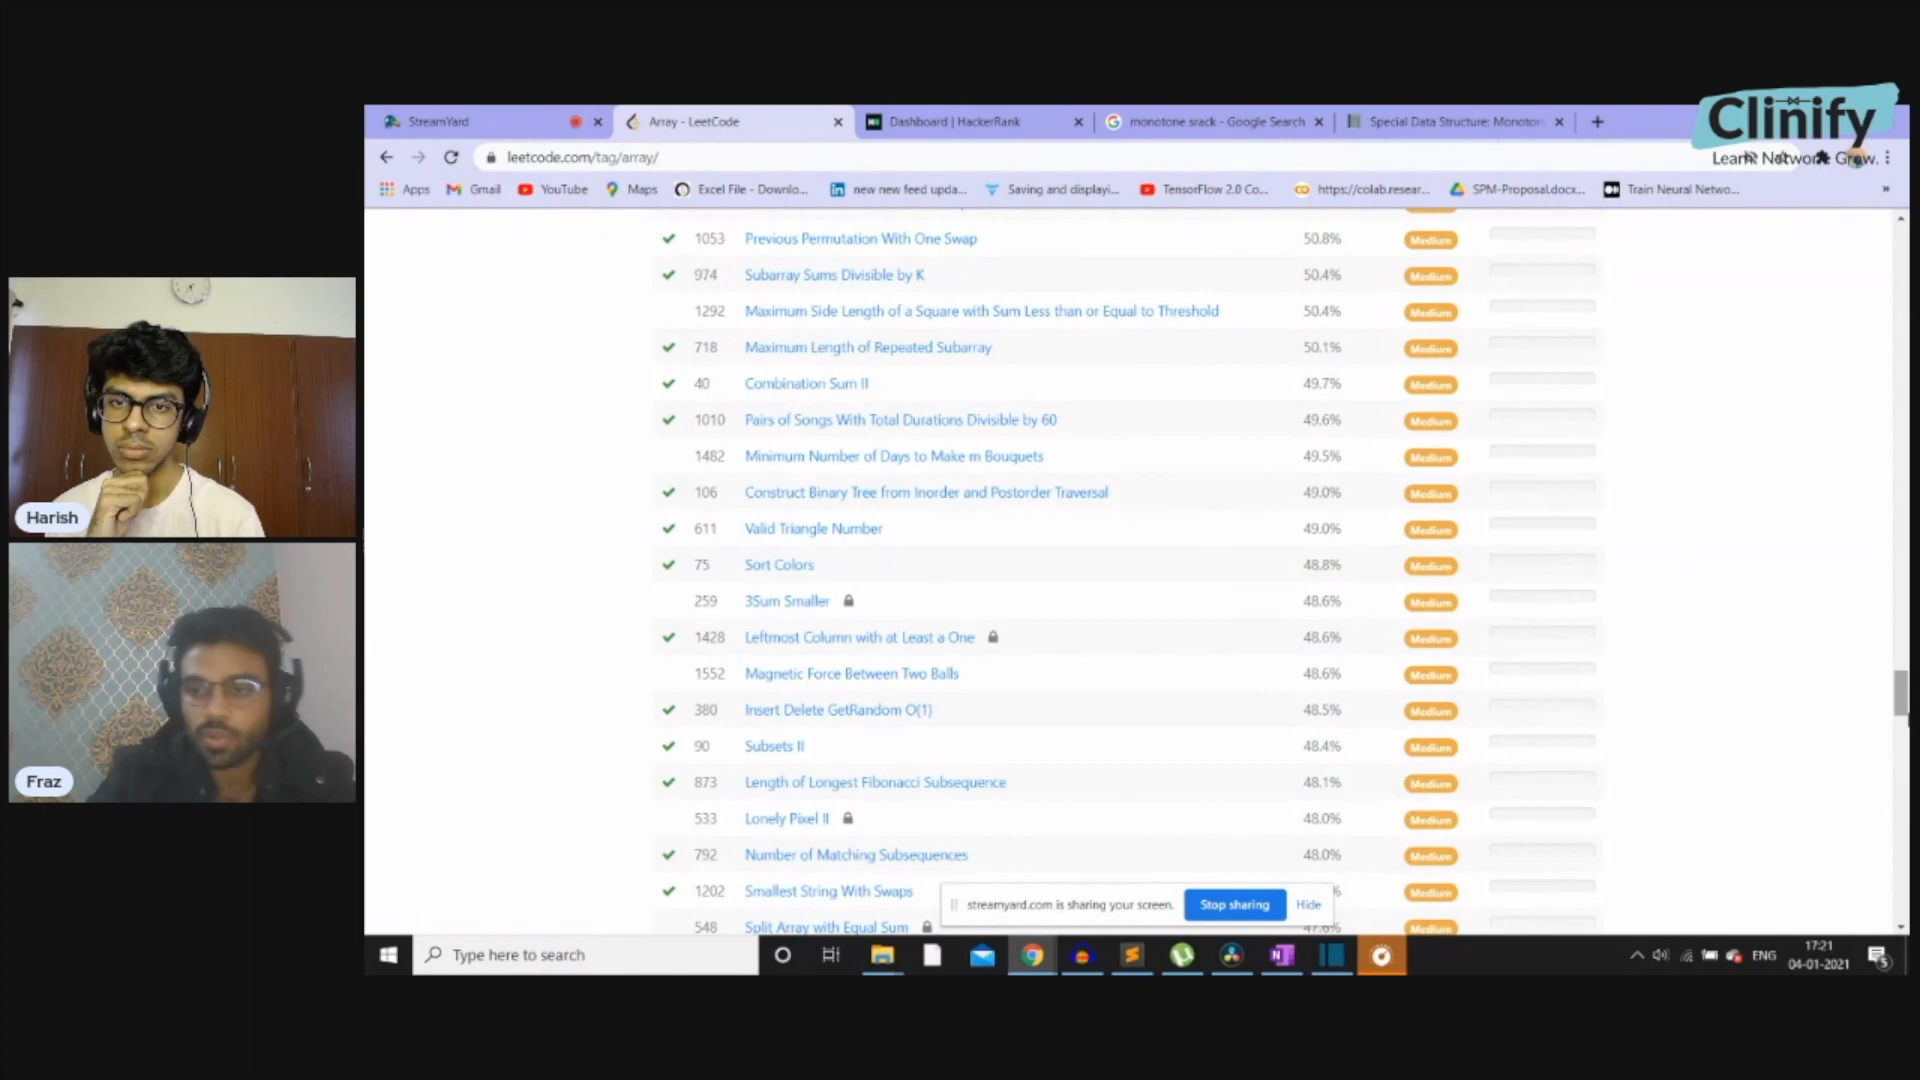 Clinify
Learn. Network. Grow.
StreamYard
Array - LeetCode
Dashboard | HackerRank
monotone srack - Google Search
Special Data Structure: Monoton
leetcode.com/tag/array/
Apps
Gmail
YouTube
Maps
Excel File - Downlo...
new new feed upda...
Saving and displayi...
TensorFlow 2.0 Co...
https://colab.resear...
SPM-Proposal.docx...
Train Neural Netwo...
»
1053 Previous Permutation With One Swap 50.8% Medium
974 Subarray Sums Divisible by K 50.4% Medium
1292 Maximum Side Length of a Square with Sum Less than or Equal to Threshold 50.4% Medium
718 Maximum Length of Repeated Subarray 50.1% Medium
40 Combination Sum II 49.7% Medium
1010 Pairs of Songs With Total Durations Divisible by 60 49.6% Medium
1482 Minimum Number of Days to Make m Bouquets 49.5% Medium
106 Construct Binary Tree from Inorder and Postorder Traversal 49.0% Medium
611 Valid Triangle Number 49.0% Medium
75 Sort Colors 48.8% Medium
259 3Sum Smaller 48.6% Medium
1428 Leftmost Column with at Least a One 48.6% Medium
1552 Magnetic Force Between Two Balls 48.6% Medium
380 Insert Delete GetRandom O(1) 48.5% Medium
90 Subsets II 48.4% Medium
873 Length of Longest Fibonacci Subsequence 48.1% Medium
533 Lonely Pixel II 48.0% Medium
792 Number of Matching Subsequences 48.0% Medium
1202 Smallest String With Swaps % Medium
548 Split Array with Equal Sum 47.6% Medium
streamyard.com is sharing your screen. Stop sharing Hide
Harish
Fraz
Type here to search
ENG
17:21
04-01-2021
5